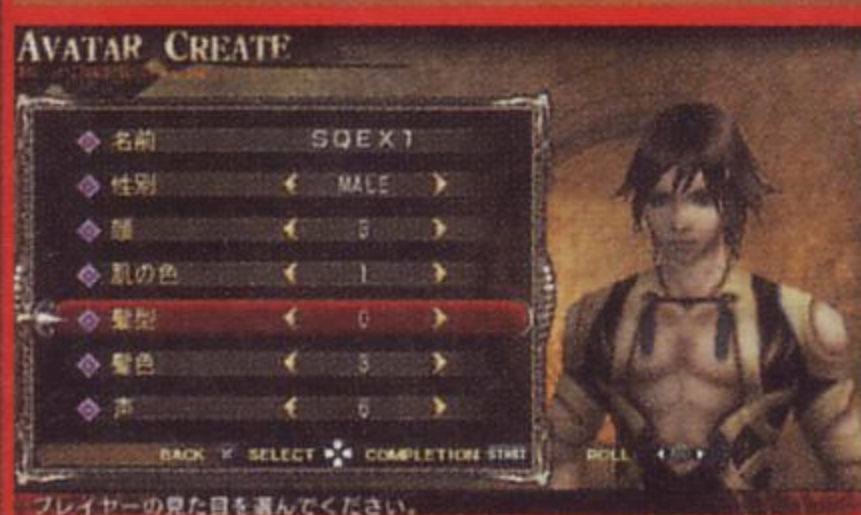 AVATAR CREATE
名前 SQEX1
性別 MALE
顔
肌の色 1
髪型 0
髪色 3
声
BACK SELECT COMPLETION START ROLL
プレイヤーの見た目を選んでください。